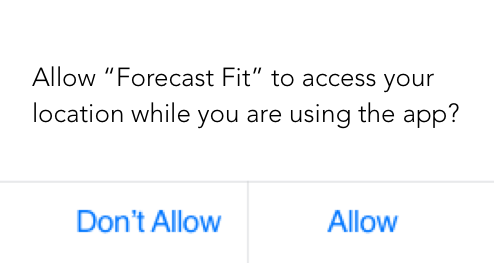 Allow “Forecast Fit” to access your
location while you are using the app?
Don’t Allow
Allow